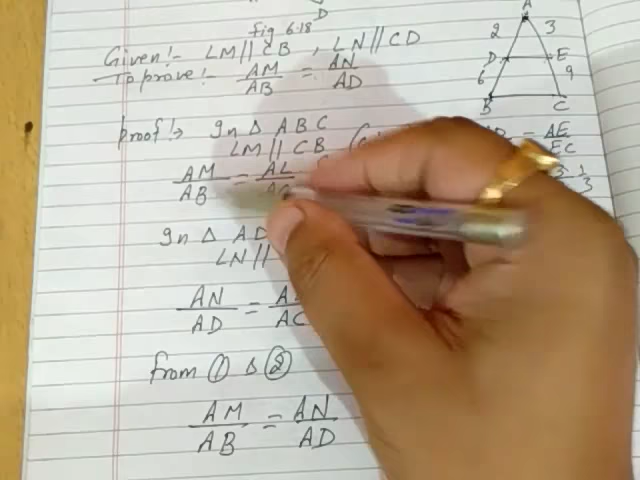 D
Fig 6.18
Given!- LM||CB , LN||CD
To prove!- AM/AB = AN/AD
Proof!→ In Δ ABC
LM||CB
AM/AB = AL/
In Δ AD
LN||
AN/AD = A/AC
from ① & ②
AM/AB = AN/AD
A
2 3
D E
6 9
B C
= AE/EC